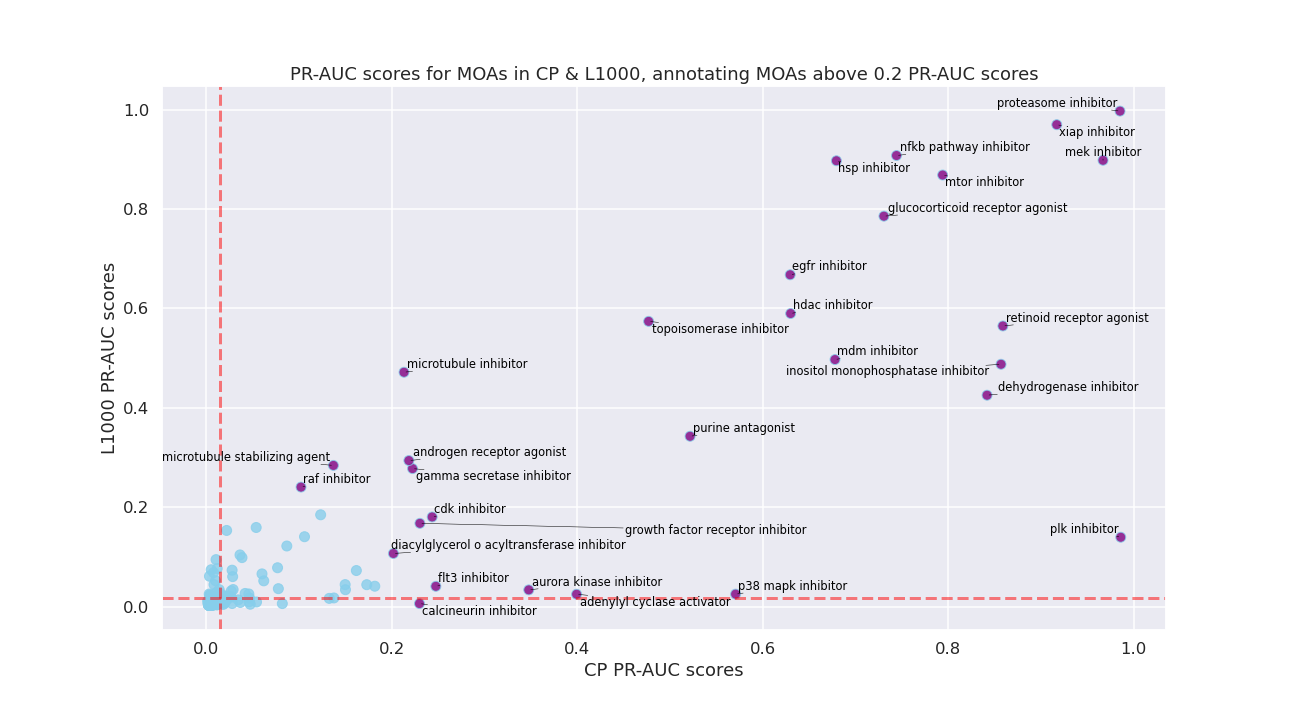 PR-AUC scores for MOAs in CP & L1000, annotating MOAs above 0.2 PR-AUC scores
proteasome inhibitor
xiap inhibitor
nfkb pathway inhibitor
mek inhibitor
hsp inhibitor
mtor inhibitor
glucocorticoid receptor agonist
egfr inhibitor
hdac inhibitor
retinoid receptor agonist
topoisomerase inhibitor
mdm inhibitor
microtubule inhibitor
inositol monophosphatase inhibitor
dehydrogenase inhibitor
purine antagonist
androgen receptor agonist
microtubule stabilizing agent
gamma secretase inhibitor
raf inhibitor
cdk inhibitor
growth factor receptor inhibitor
plk inhibitor
diacylglycerol o acyltransferase inhibitor
flt3 inhibitor
aurora kinase inhibitor
p38 mapk inhibitor
adenylyl cyclase activator
calcineurin inhibitor
1.0
0.8
0.6
0.4
0.2
0.0
L1000 PR-AUC scores
0.0 0.2 0.4 0.6 0.8 1.0
CP PR-AUC scores